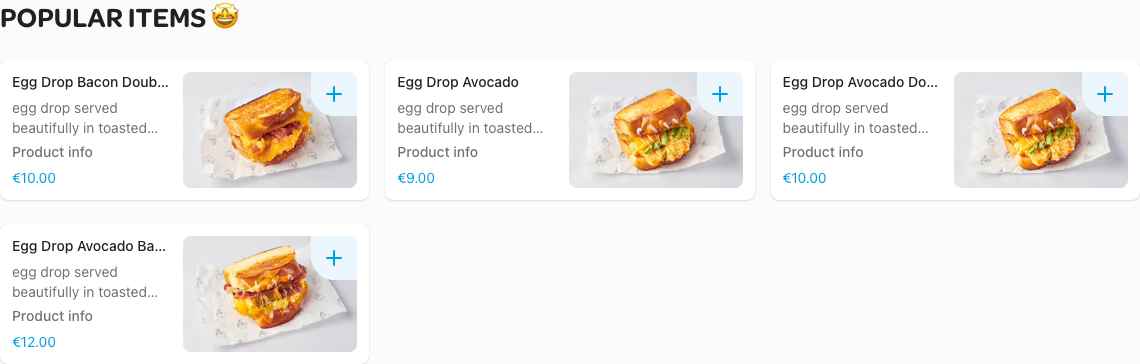 POPULAR ITEMS 🤩
Egg Drop Bacon Doub...
egg drop served
beautifully in toasted...
Product info
€10.00
Egg Drop Avocado
egg drop served
beautifully in toasted...
Product info
€9.00
Egg Drop Avocado Do...
egg drop served
beautifully in toasted...
Product info
€10.00
Egg Drop Avocado Ba...
egg drop served
beautifully in toasted...
Product info
€12.00